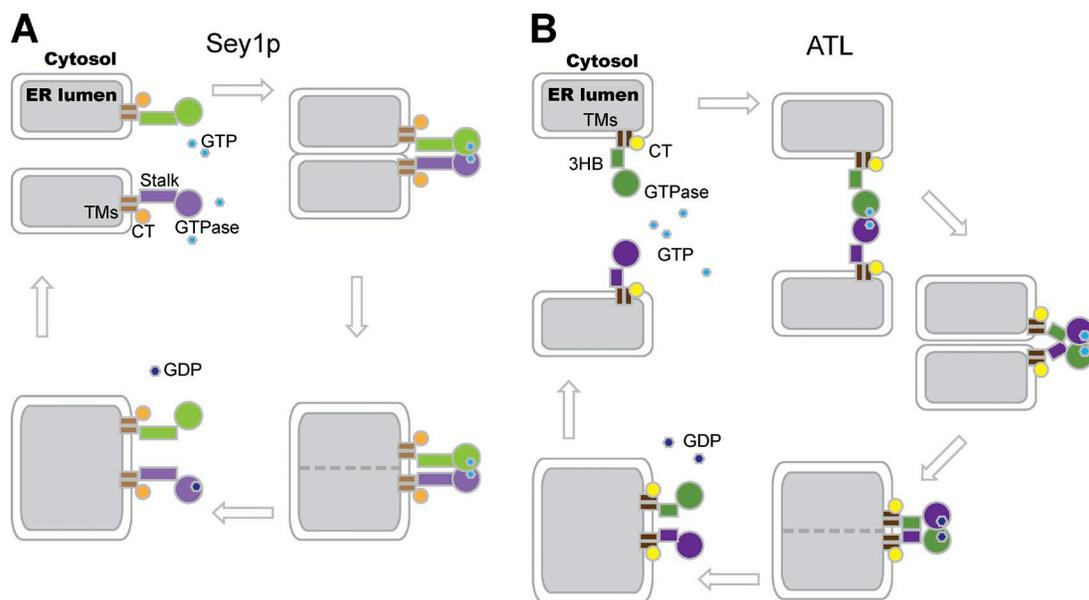 A
Sey1p
Cytosol
ER lumen
GTP
Stalk
TMs
CT
GTPase
GDP
B
ATL
Cytosol
ER lumen
TMs
CT
3HB
GTPase
GTP
GDP